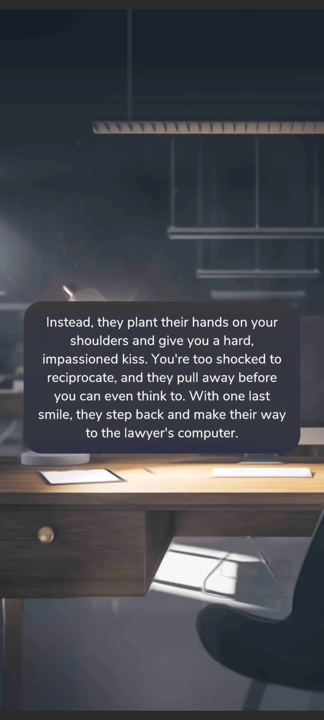 Instead, they plant their hands on your
shoulders and give you a hard,
impassioned kiss. You're too shocked to
reciprocate, and they pull away before
you can even think to. With one last
smile, they step back and make their way
to the lawyer's computer.